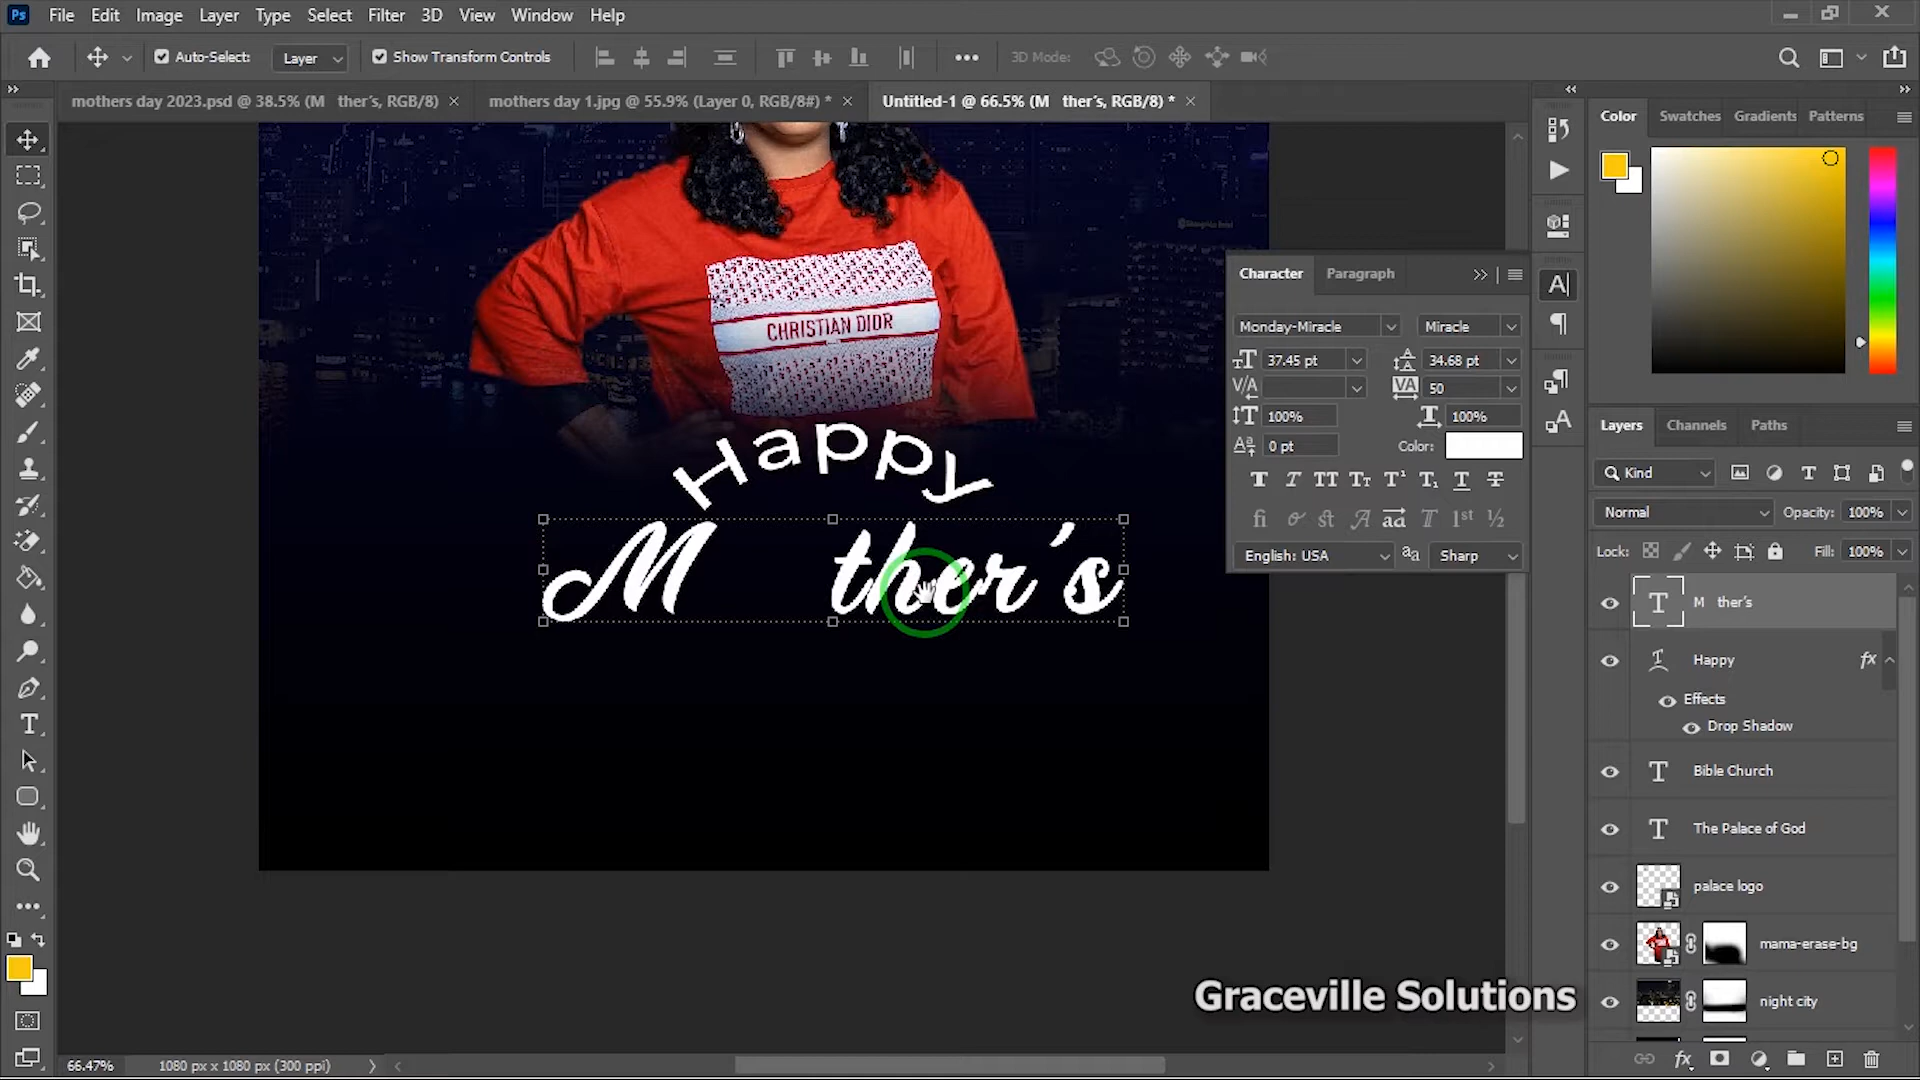 File Edit Image Layer Type Select Filter 3D View Window Help
Auto-Select: Layer Show Transform Controls 3D Mode:
mothers day 2023.psd @ 38.5% (M ther's, RGB/8) mothers day 1.jpg @ 55.9% (Layer 0, RGB/8#) * Untitled-1 @ 66.5% (M ther's, RGB/8) *
Color Swatches Gradients Patterns
CHRISTIAN DIOR
Happy
M ther's
Character Paragraph
Monday-Miracle Miracle
37.45 pt 34.68 pt
50
100% 100%
0 pt Color:
English: USA Sharp
Layers Channels Paths
Kind
Normal Opacity: 100%
Lock: Fill: 100%
M ther's
Happy fx
Effects
Drop Shadow
Bible Church
The Palace of God
palace logo
mama-erase-bg
night city
Graceville Solutions
66.47% 1080 px x 1080 px (300 ppi)